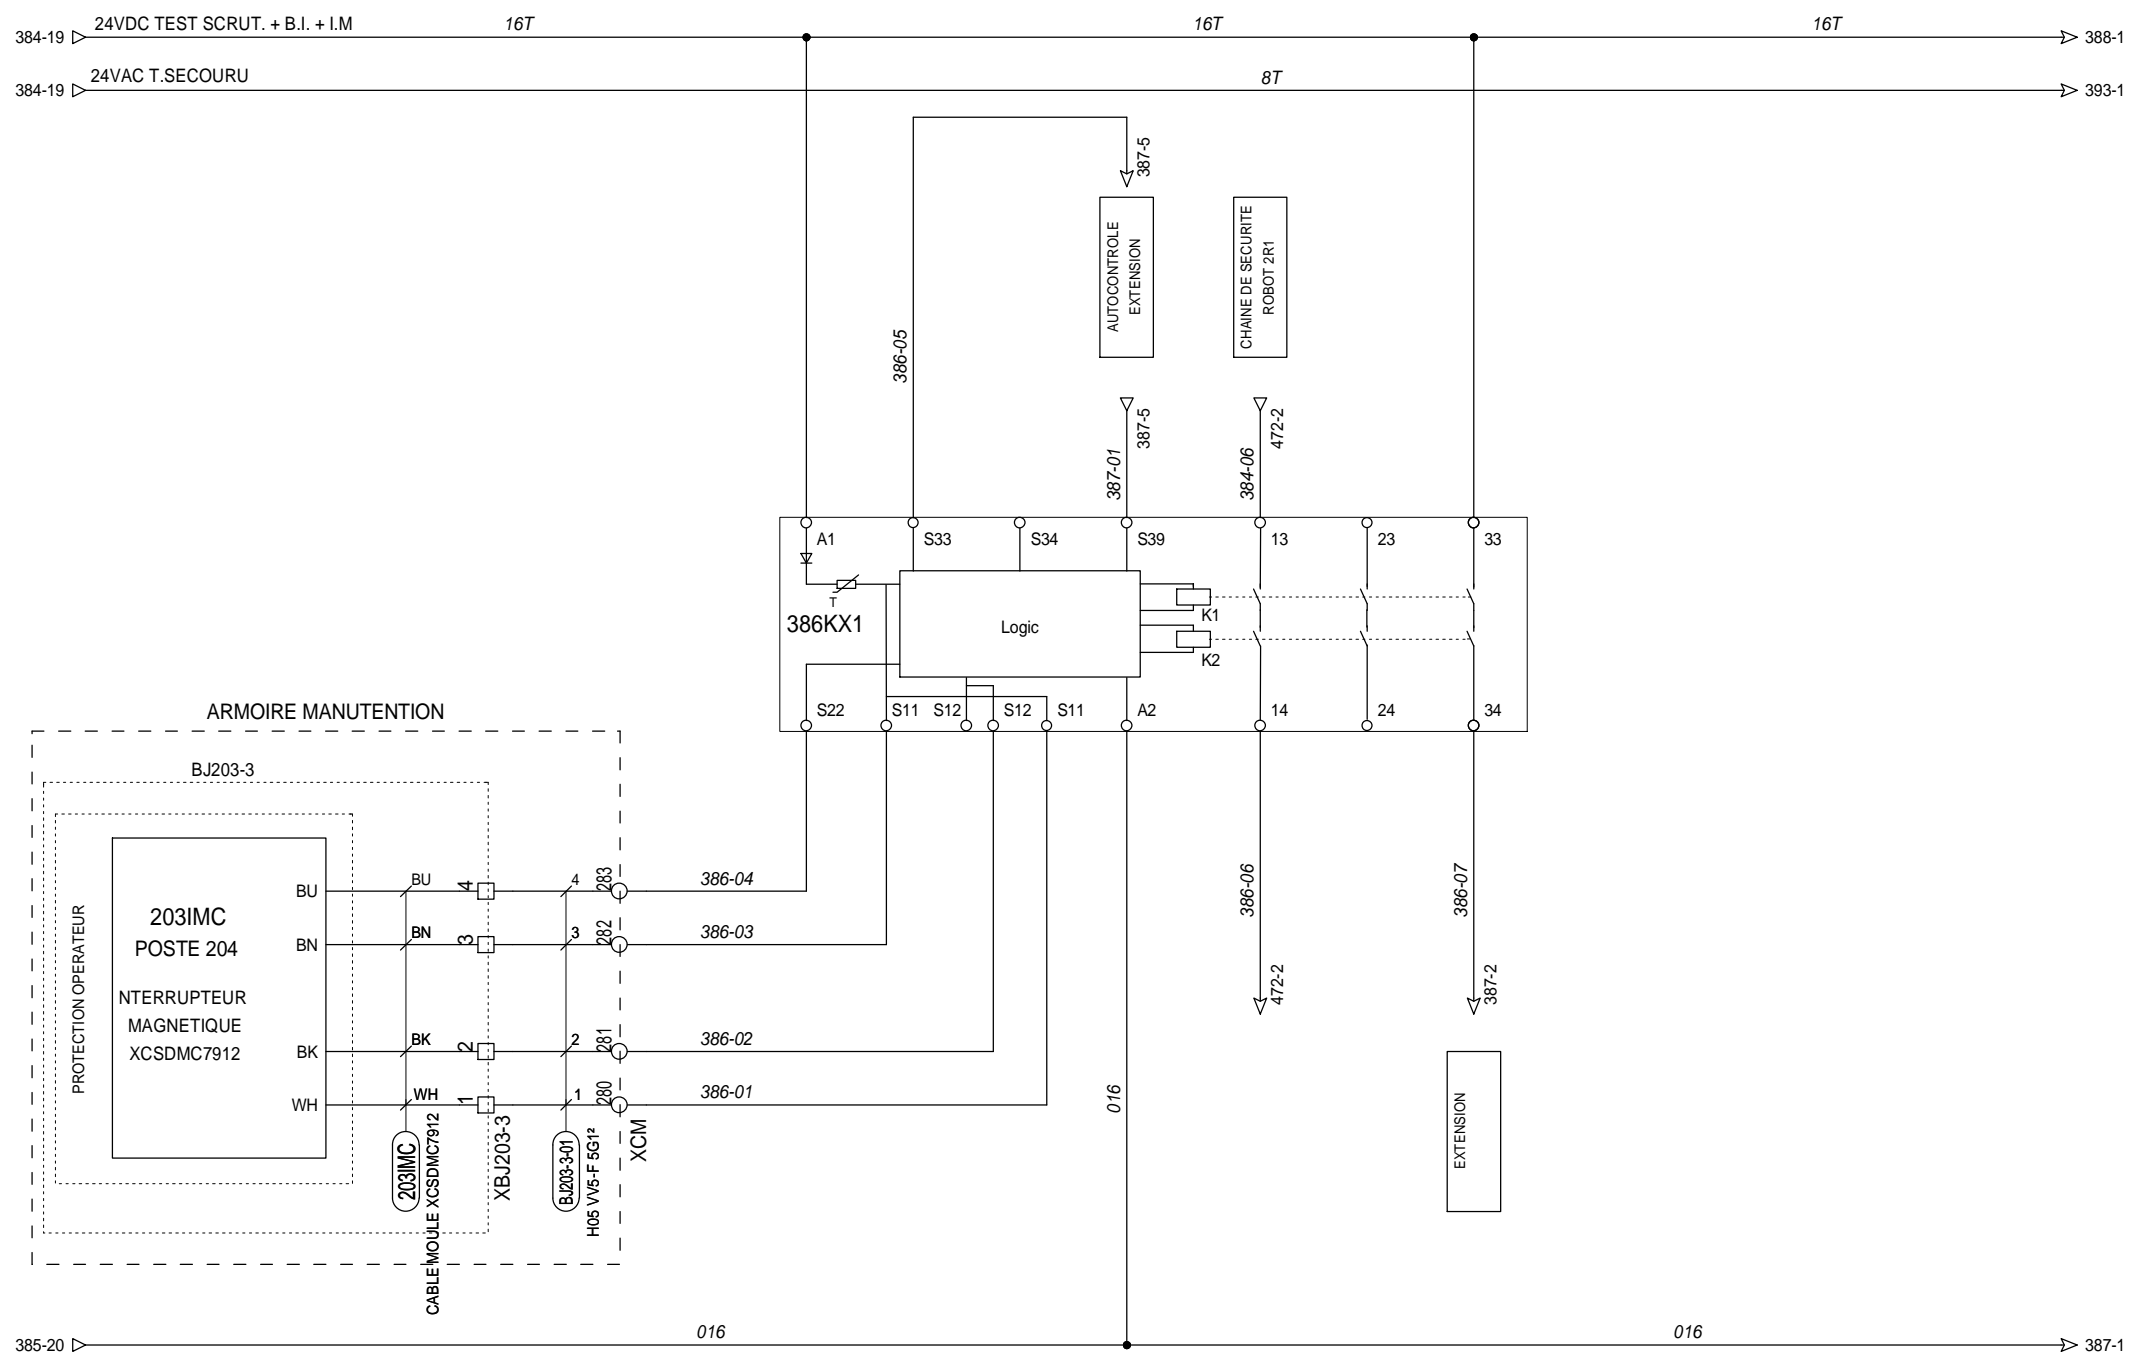 24VDC TEST SCRUT. + B.I. + I.M
16T
16T
16T
384-19
388-1
24VAC T.SECOURU
8T
384-19
393-1
387-5
AUTOCONTROLE
EXTENSION
CHAINE DE SECURITE
ROBOT 2R1
386-05
387-5
472-2
387-01
384-06
A1
S33
S34
S39
13
23
33
T
386KX1
Logic
K1
K2
S22
S11
S12
S12
S11
A2
14
24
34
ARMOIRE MANUTENTION
BJ203-3
PROTECTION OPERATEUR
203IMC
POSTE 204
NTERRUPTEUR
MAGNETIQUE
XCSDMC7912
BU
BU
4
4
283
386-04
BN
BN
3
3
282
386-03
BK
BK
2
2
281
386-02
WH
WH
1
1
280
386-01
203IMC
CABLE MOULE XCSDMC7912
XBJ203-3
BJ203-3-01
H05 VV5-F 5G1²
XCM
016
386-06
472-2
386-07
387-2
EXTENSION
385-20
016
016
387-1